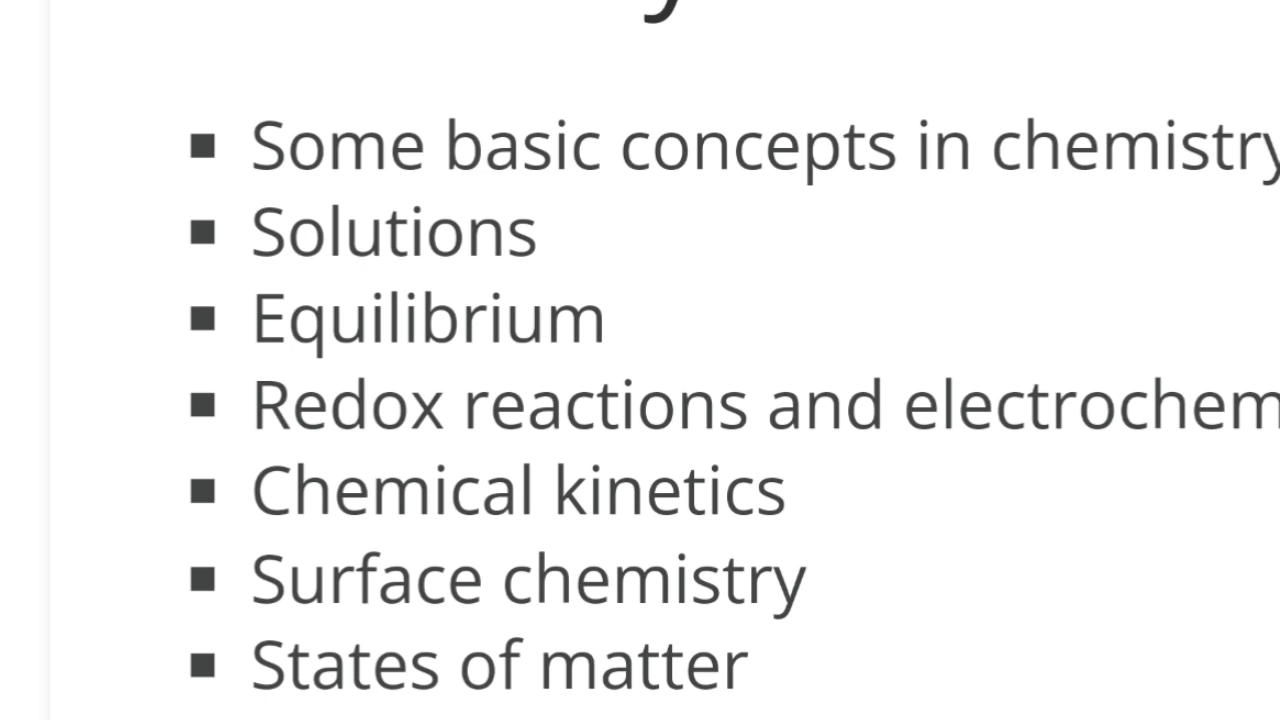 Some basic concepts in chemistry
Solutions
Equilibrium
Redox reactions and electrochem
Chemical kinetics
Surface chemistry
States of matter